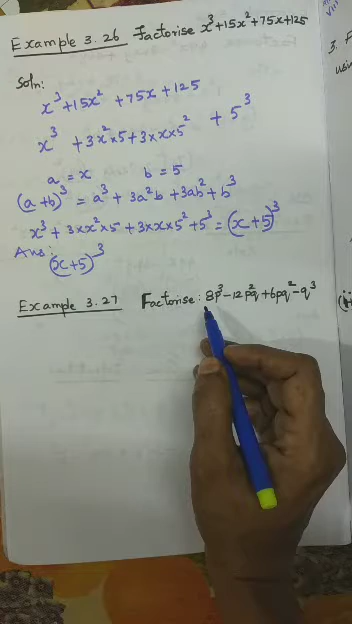 Example 3.26 Factorise x³+15x²+75x+125
Soln:
x³+15x²+75x+125
x³+3x²×5+3×x×5²+5³
a=x b=5
(a+b)³=a³+3a²b+3ab²+b³
x³+3×x²×5+3×x×5²+5³=(x+5)³
Ans:
(x+5)³
Example 3.27 Factorise: 8p³-12p²q+6pq²-q³
3.